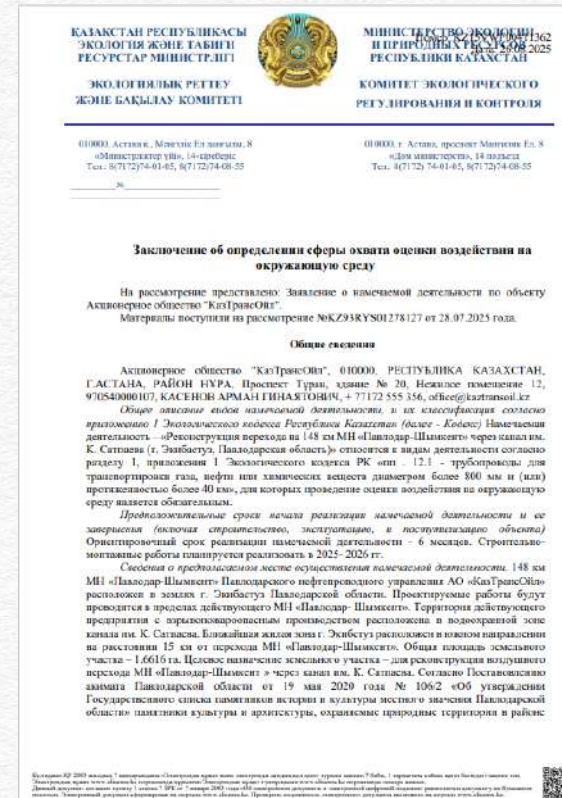 ҚАЗАҚСТАН РЕСПУБЛИКАСЫ
ЭКОЛОГИЯ ЖӘНЕ ТАБИҒИ
РЕСУРСТАР МИНИСТРЛІГІ
ЭКОЛОГИЯЛЫҚ РЕТТЕУ
ЖӘНЕ БАҚЫЛАУ КОМИТЕТІ
МИНИСТЕРСТВО ЭКОЛОГИИ
И ПРИРОДНЫХ РЕСУРСОВ
РЕСПУБЛИКИ КАЗАХСТАН
КОМИТЕТ ЭКОЛОГИЧЕСКОГО
РЕГУЛИРОВАНИЯ И КОНТРОЛЯ
010000, Астана қ., Мәңгілік Ел даңғылы, 8
«Министрліктер үйі», 14-кіреберіс
Тел.: 8(7172)74-01-05, 8(7172)74-08-55
010000, г. Астана, проспект Мангилик Ел, 8
«Дом министерств», 14 подъезд
Тел.: 8(7172) 74-01-05, 8(7172)74-08-55
№
Заключение об определении сферы охвата оценки воздействия на
окружающую среду
На рассмотрение представлено: Заявление о намечаемой деятельности по объекту
Акционерное общество "КазТрансОйл".
Материалы поступили на рассмотрение №KZ93RYS01278127 от 28.07.2025 года.
Общие сведения
Акционерное общество "КазТрансОйл", 010000, РЕСПУБЛИКА КАЗАХСТАН,
Г.АСТАНА, РАЙОН НҰРА, Проспект Тұран, здание № 20, Нежилое помещение 12,
970540000107, КАСЕНОВ АРМАН ГИНАЯТОВИЧ, + 77172 555 356, office@kaztransoil.kz
Общее описание видов намечаемой деятельности, и их классификация согласно
приложению 1 Экологического кодекса Республики Казахстан (далее - Кодекс) Намечаемая
деятельность – «Реконструкция перехода на 148 км МН «Павлодар-Шымкент» через канал им.
К. Сатпаева (г. Экибастуз, Павлодарская область)» относится к видам деятельности согласно
разделу 1, приложения 1 Экологического кодекса РК «пп . 12.1 - трубопроводы для
транспортировки газа, нефти или химических веществ диаметром более 800 мм и (или)
протяженностью более 40 км», для которых проведение оценки воздействия на окружающую
среду является обязательным.
Предположительные сроки начала реализации намечаемой деятельности и ее
завершения (включая строительство, эксплуатацию, и постутилизацию объекта)
Ориентировочный срок реализации намечаемой деятельности - 6 месяцев. Строительно-
монтажные работы планируется реализовать в 2025- 2026 гг.
Сведения о предполагаемом месте осуществления намечаемой деятельности. 148 км
МН «Павлодар-Шымкент» Павлодарского нефтепроводного управления АО «КазТрансОйл»
расположен в землях г. Экибастуз Павлодарской области. Проектируемые работы будут
проводится в пределах действующего МН «Павлодар- Шымкент». Территория действующего
предприятия с взрывопожароопасным производством расположена в водоохранной зоне
канала им. К. Сатпаева. Ближайшая жилая зона г. Экибстуз расположен в южном направлении
на расстоянии 15 км от перехода МН «Павлодар-Шымкент». Общая площадь земельного
участка – 1,6616 га. Целевое назначение земельного участка – для реконструкции воздушного
перехода МН «Павлодар-Шымкент » через канал им. К. Сатпаева. Согласно Постановлению
акимата Павлодарской области от 19 мая 2020 года № 106/2 «Об утверждении
Государственного списка памятников истории и культуры местного значения Павлодарской
области» памятники культуры и архитектуры, охраняемые природные территории в районе